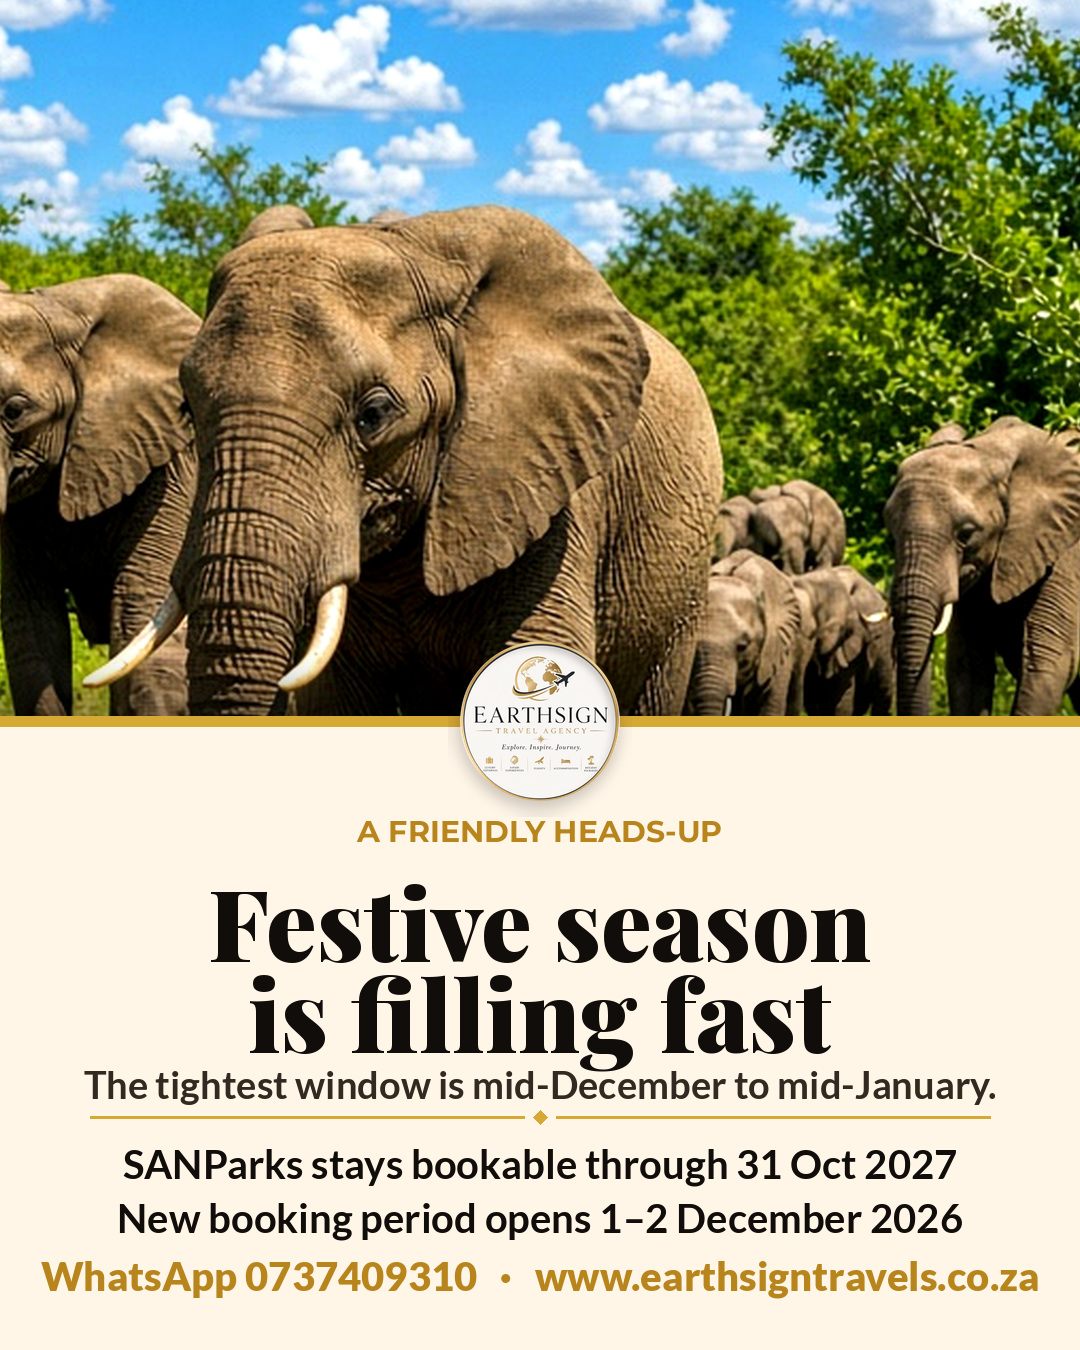 EARTHSIGN
TRAVEL AGENCY
Explore. Inspire. Journey.
A FRIENDLY HEADS-UP
Festive season
is filling fast
The tightest window is mid-December to mid-January.
SANParks stays bookable through 31 Oct 2027
New booking period opens 1–2 December 2026
WhatsApp 0737409310 • www.earthsigntravels.co.za